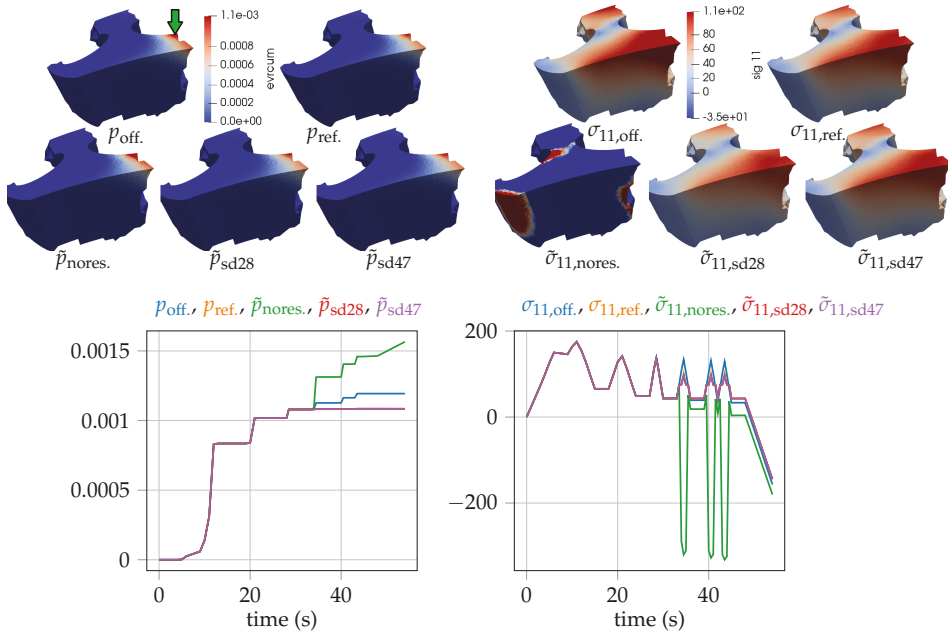 1.1e-03
0.0008
0.0006
0.0004
0.0002
0.0e+00
evrcum
p_off.
p_ref.
p̃_nores.
p̃_sd28
p̃_sd47
1.1e+02
80
60
40
20
0
-3.5e+01
sig 11
σ_11,off.
σ_11,ref.
σ̃_11,nores.
σ̃_11,sd28
σ̃_11,sd47
p_off., p_ref., p̃_nores., p̃_sd28, p̃_sd47
0.0015
0.001
0.0005
0
0 20 40
time (s)
σ_11,off., σ_11,ref., σ̃_11,nores., σ̃_11,sd28, σ̃_11,sd47
200
0
−200
0 20 40
time (s)